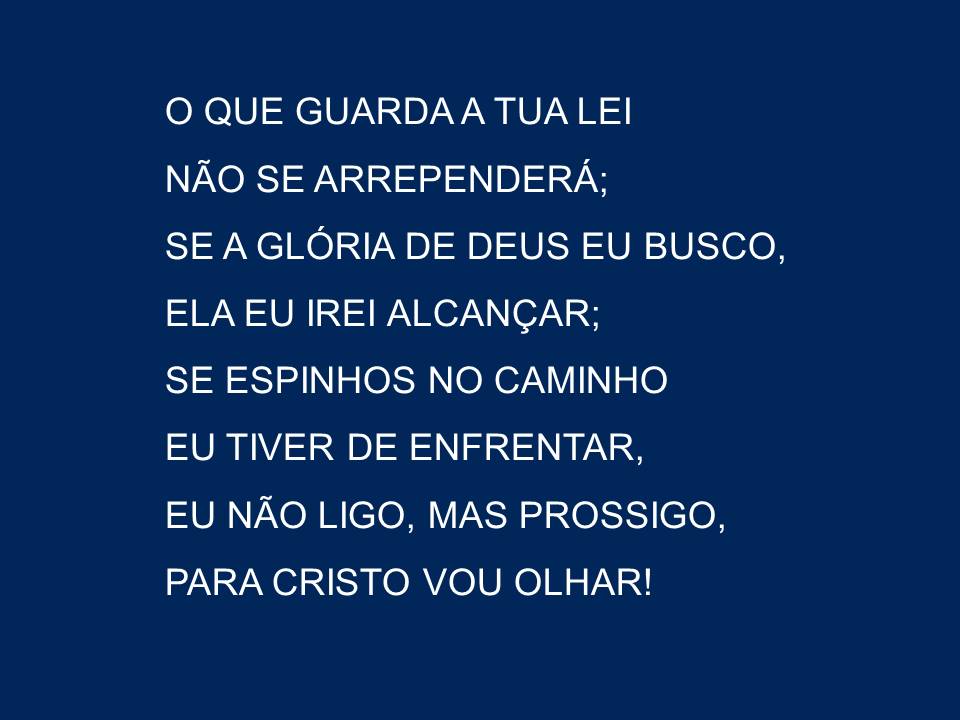 O QUE GUARDA A TUA LEI
NÃO SE ARREPENDERÁ;
SE A GLÓRIA DE DEUS EU BUSCO,
ELA EU IREI ALCANÇAR;
SE ESPINHOS NO CAMINHO
EU TIVER DE ENFRENTAR,
EU NÃO LIGO, MAS PROSSIGO,
PARA CRISTO VOU OLHAR!